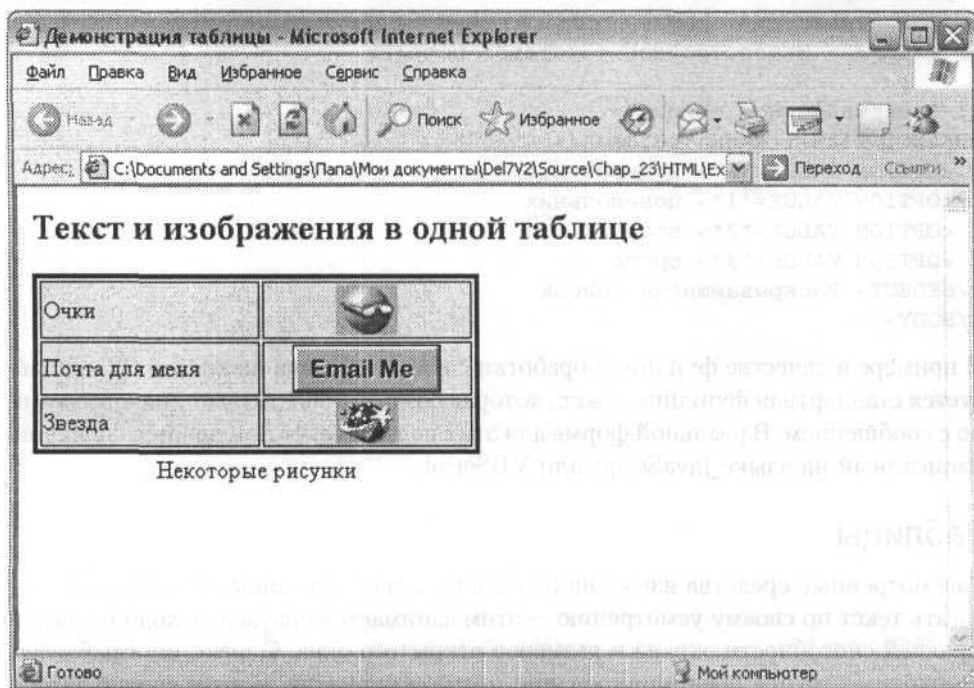 Демонстрация таблицы - Microsoft Internet Explorer
Файл Правка Вид Избранное Сервис Справка
Назад Поиск Избранное
Адрес: C:\Documents and Settings\Папа\Мои документы\Del7V2\Source\Chap_23\HTML\Ex Переход Ссылки »
Текст и изображения в одной таблице
Очки
Почта для меня Email Me
Звезда
Некоторые рисунки
Готово Мой компьютер